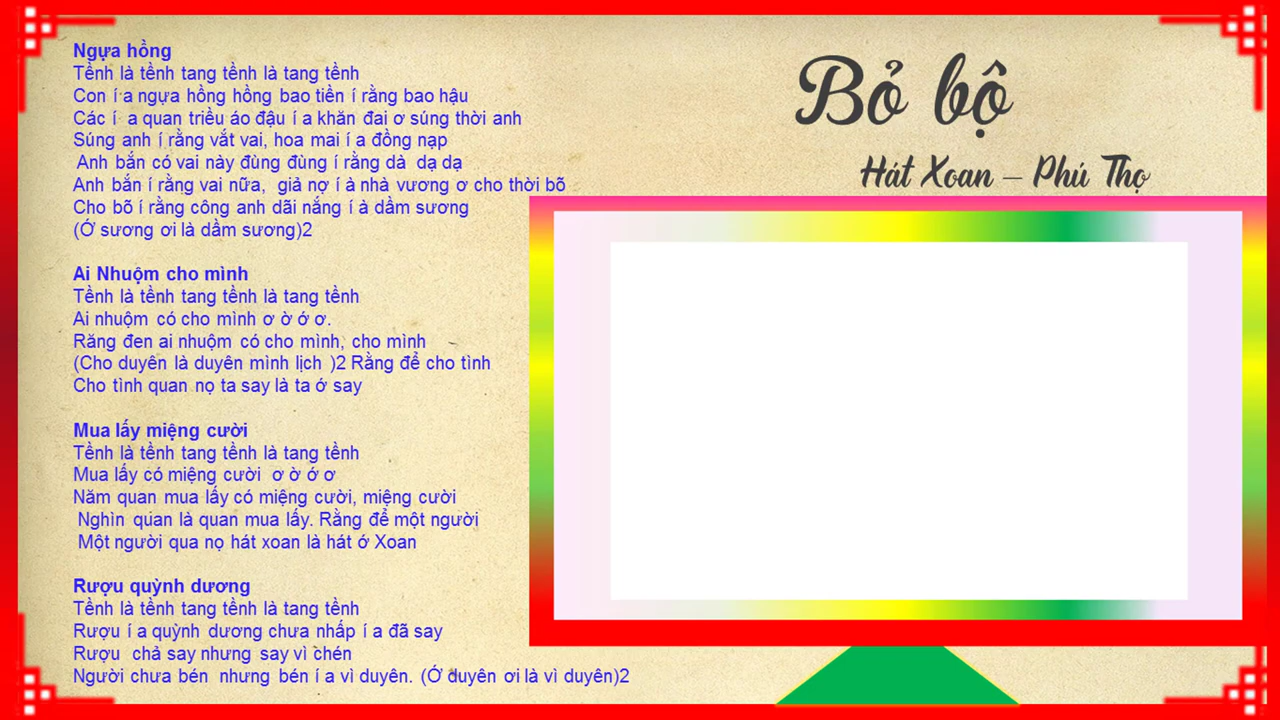 Bỏ bộ
Hát Xoan – Phú Thọ
Ngựa hồng
Tềnh là tềnh tang tềnh là tang tềnh
Con í a ngựa hồng hồng bao tiền í rằng bao hậu
Các í a quan triều áo đậu í a khăn đai ơ súng thời anh
Súng anh í rằng vắt vai, hoa mai í a đồng nạp
Anh bắn có vai này đùng đùng í rằng dà dạ dạ
Anh bắn í rằng vai nữa, giả nợ í à nhà vương ơ cho thời bõ
Cho bõ í rằng công anh dãi nắng í à dầm sương
(Ớ sương ơi là dầm sương)2
Ai Nhuộm cho mình
Tềnh là tềnh tang tềnh là tang tềnh
Ai nhuộm có cho mình ơ ờ ớ ơ.
Răng đen ai nhuộm có cho mình, cho mình
(Cho duyên là duyên mình lịch )2 Rằng để cho tình
Cho tình quan nọ ta say là ta ớ say
Mua lấy miệng cười
Tềnh là tềnh tang tềnh là tang tềnh
Mua lấy có miệng cười ơ ờ ớ ơ
Năm quan mua lấy có miệng cười, miệng cười
Nghìn quan là quan mua lấy. Rằng để một người
Một người qua nọ hát xoan là hát ớ Xoan
Rượu quỳnh dương
Tềnh là tềnh tang tềnh là tang tềnh
Rượu í a quỳnh dương chưa nhấp í a đã say
Rượu chả say nhưng say vì chén
Người chưa bén nhưng bén í a vì duyên. (Ớ duyên ơi là vì duyên)2